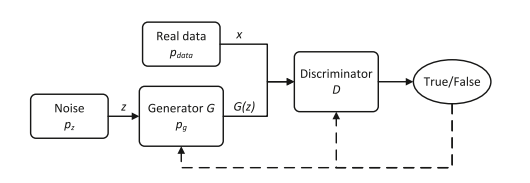 Real data
p_data
x
Noise
p_z
z
Generator G
p_g
G(z)
Discriminator
D
True/False